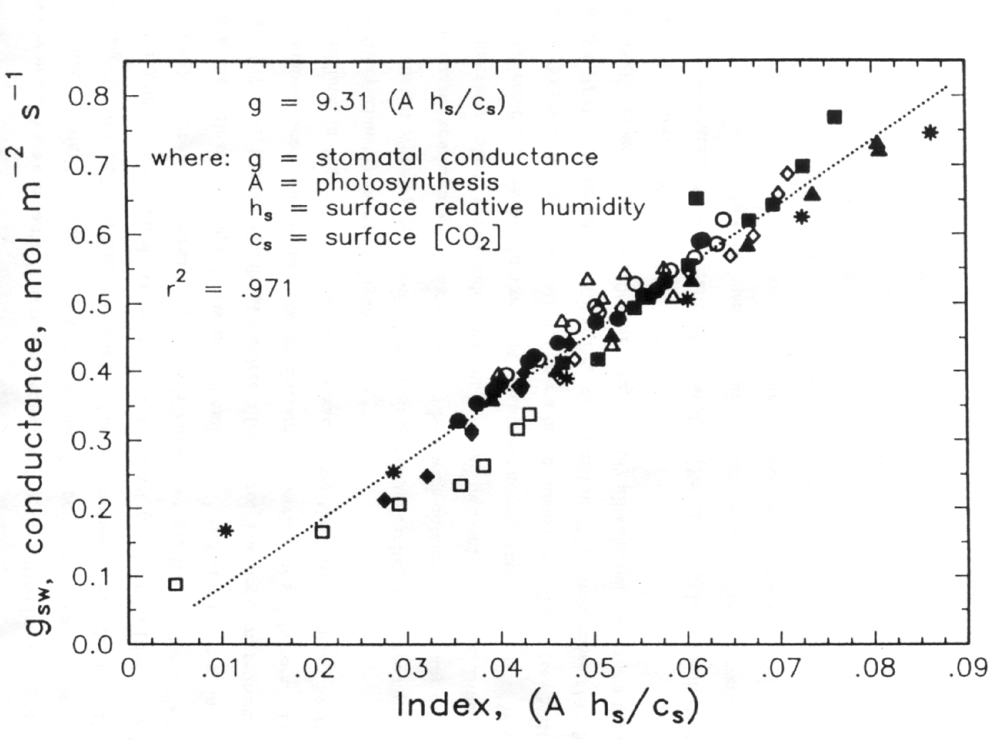 g = 9.31 (A hₛ/cₛ)
where: g = stomatal conductance
A = photosynthesis
hₛ = surface relative humidity
cₛ = surface [CO₂]
r² = .971
gsw, conductance, mol m⁻² s⁻¹
0.8
0.7
0.6
0.5
0.4
0.3
0.2
0.1
0.0
0 .01 .02 .03 .04 .05 .06 .07 .08 .09
Index, (A hₛ/cₛ)